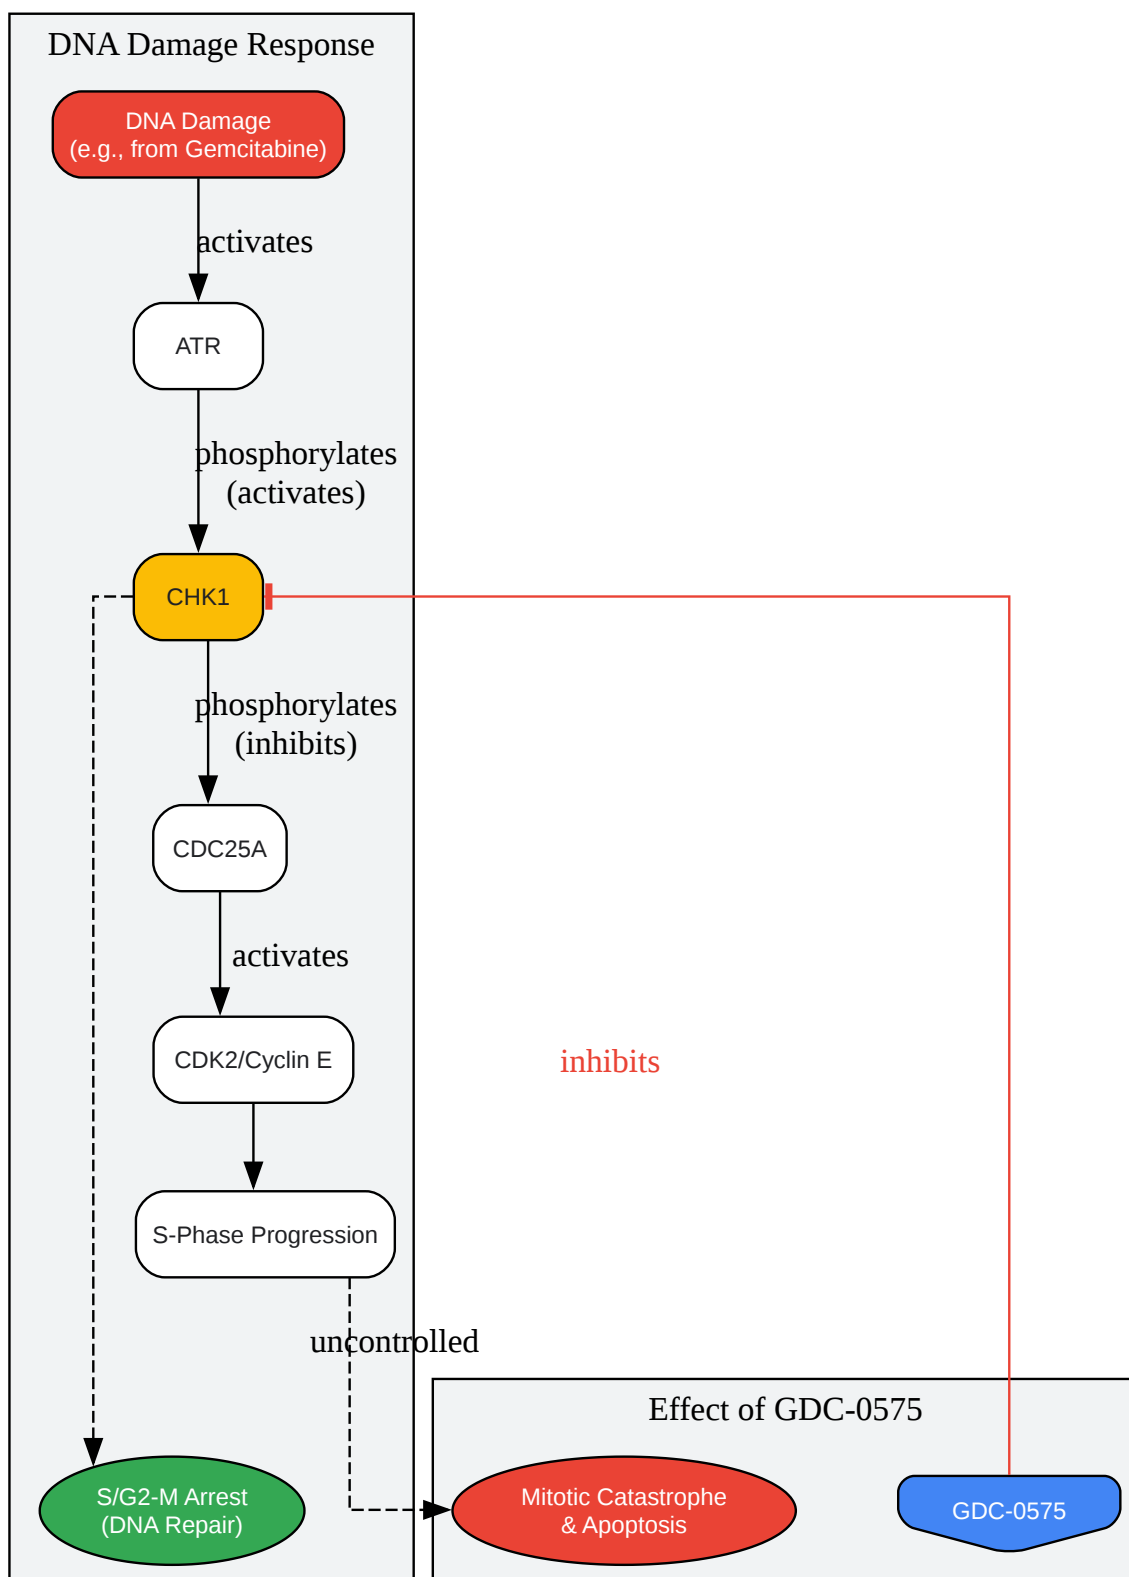 DNA Damage Response
DNA Damage
(e.g., from Gemcitabine)
activates
ATR
phosphorylates
(activates)
CHK1
phosphorylates
(inhibits)
CDC25A
activates
CDK2/Cyclin E
inhibits
S-Phase Progression
uncontrolled
Effect of GDC-0575
S/G2-M Arrest
(DNA Repair)
Mitotic Catastrophe
& Apoptosis
GDC-0575